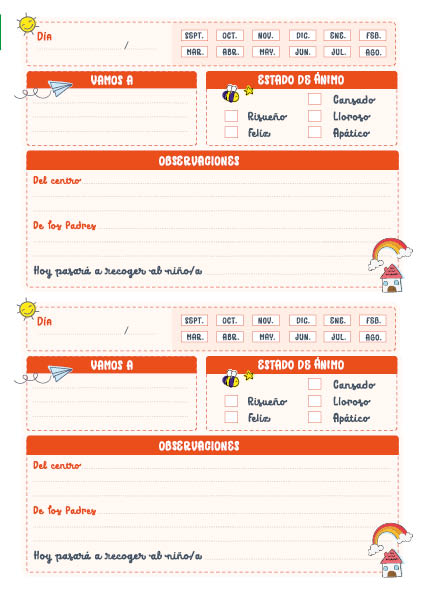 Día
SEPT. OCT. NOV. DIC. ENE. FEB.
/
MAR. ABR. MAY. JUN. JUL. AGO.
VAMOS A
ESTADO DE ÁNIMO
Cansado
Risueño Lloroso
Feliz Apático
OBSERVACIONES
Del centro
De los Padres
Hoy pasará a recoger al niño/a
Día
SEPT. OCT. NOV. DIC. ENE. FEB.
/
MAR. ABR. MAY. JUN. JUL. AGO.
VAMOS A
ESTADO DE ÁNIMO
Cansado
Risueño Lloroso
Feliz Apático
OBSERVACIONES
Del centro
De los Padres
Hoy pasará a recoger al niño/a